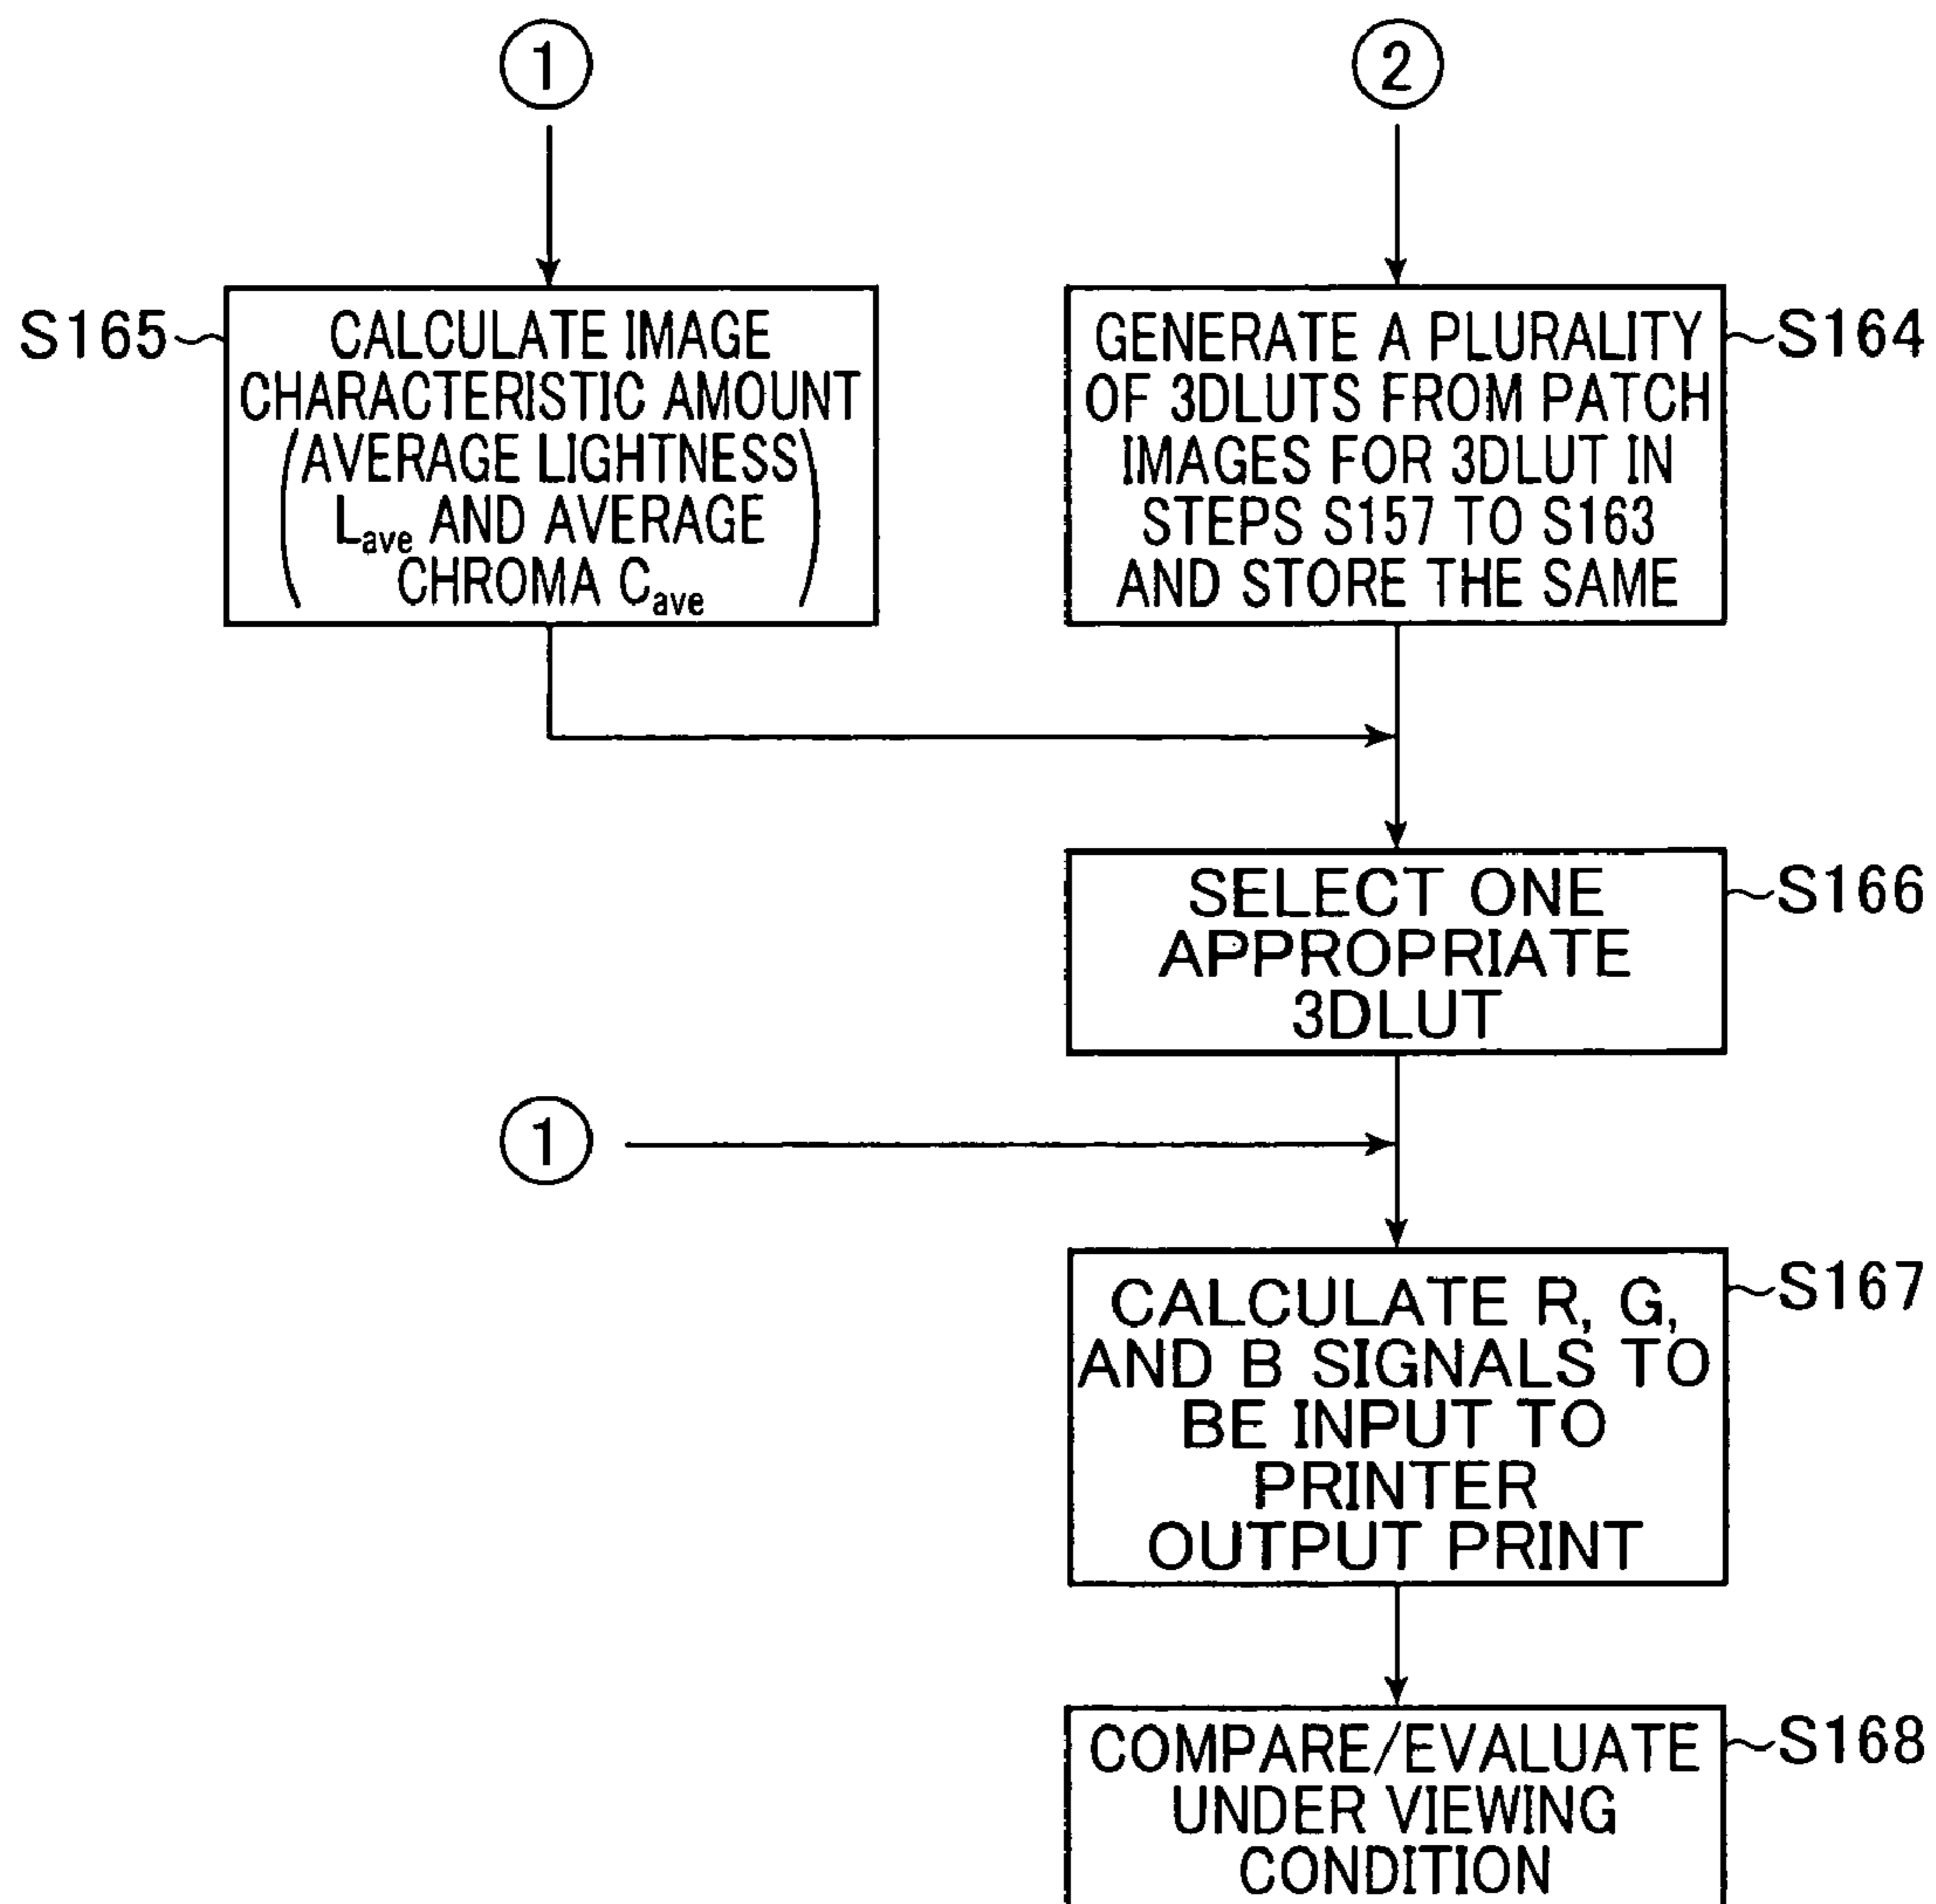 ①
②
S165
CALCULATE IMAGE
CHARACTERISTIC AMOUNT
(AVERAGE LIGHTNESS
Lave AND AVERAGE
CHROMA Cave)
GENERATE A PLURALITY
OF 3DLUTS FROM PATCH
IMAGES FOR 3DLUT IN
STEPS S157 TO S163
AND STORE THE SAME
S164
SELECT ONE
APPROPRIATE
3DLUT
S166
①
CALCULATE R, G,
AND B SIGNALS TO
BE INPUT TO
PRINTER
OUTPUT PRINT
S167
COMPARE/EVALUATE
UNDER VIEWING
CONDITION
S168